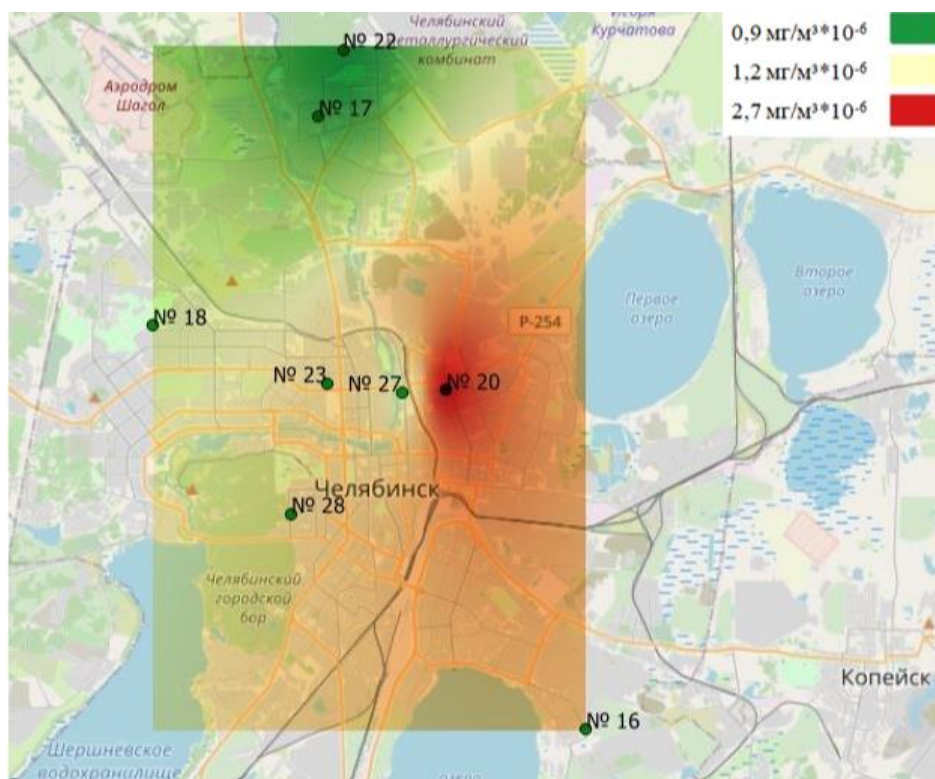 Челябинский
металлургический
комбинат
Игоря
Курчатова
0,9 мг/м³*10⁻⁶
1,2 мг/м³*10⁻⁶
2,7 мг/м³*10⁻⁶
№ 22
Аэродром
Шагол
№ 17
Второе
озеро
Первое
озеро
№ 18
Р-254
№ 23
№ 27
№ 20
Челябинск
№ 28
Челябинский
городской
бор
Копейск
№ 16
Шершневское
водохранилище
озеро